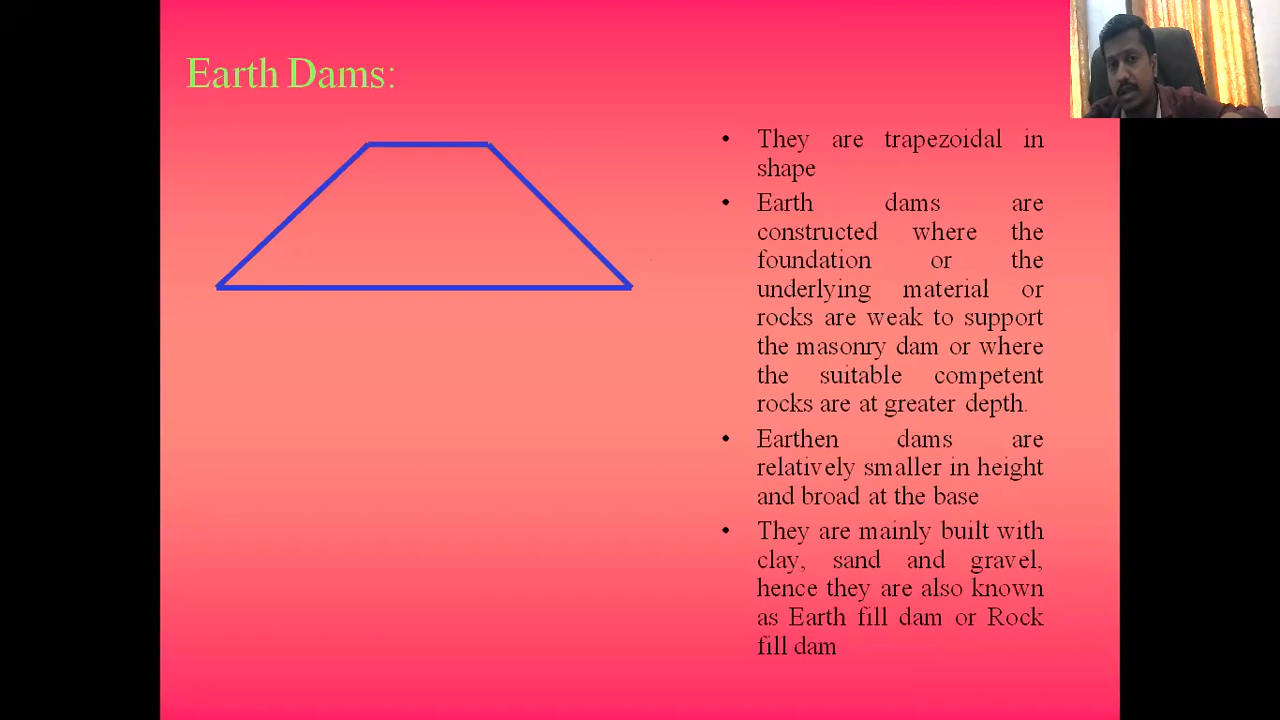 Earth Dams:
• They are trapezoidal in
shape
• Earth dams are
constructed where the
foundation or the
underlying material or
rocks are weak to support
the masonry dam or where
the suitable competent
rocks are at greater depth.
• Earthen dams are
relatively smaller in height
and broad at the base
• They are mainly built with
clay, sand and gravel,
hence they are also known
as Earth fill dam or Rock
fill dam